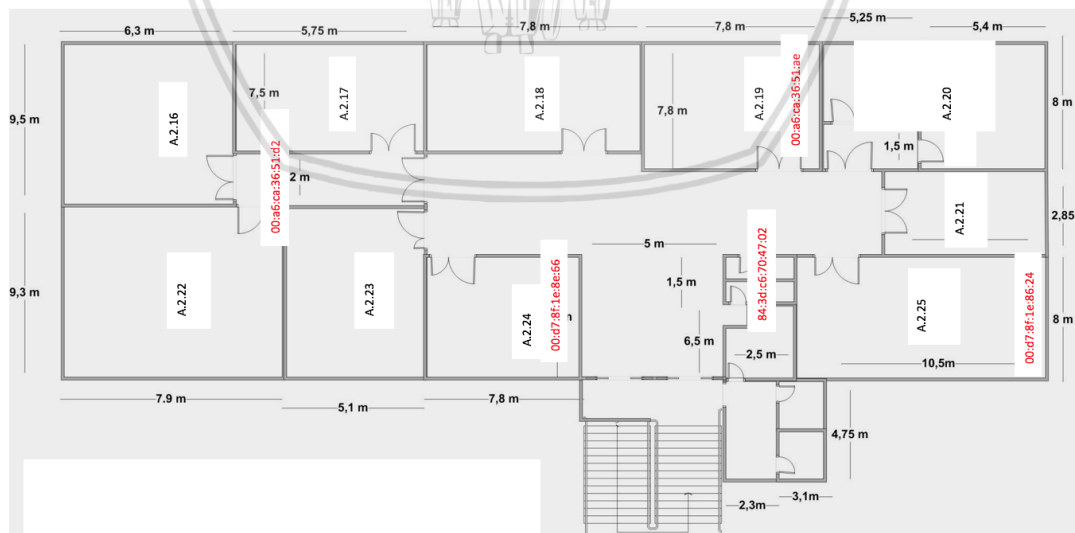 6,3 m
5,75 m
7,8 m
7,8 m
5,25 m
5,4 m
9,5 m
A.2.16
7,5 m
A.2.17
A.2.18
7,8 m
A.2.19
00:a6:ca:36:51:ae
A.2.20
8 m
1,5 m
00:a6:ca:36:51:d2
2 m
A.2.21
2,85
5 m
9,3 m
A.2.22
A.2.23
A.2.24
00:d7:8f:1e:8e:66
1,5 m
84:3d:c6:70:47:02
A.2.25
00:d7:8f:1e:86:24
8 m
6,5 m
2,5 m
10,5m
7.9 m
5,1 m
7,8 m
4,75 m
2,3m
3,1m